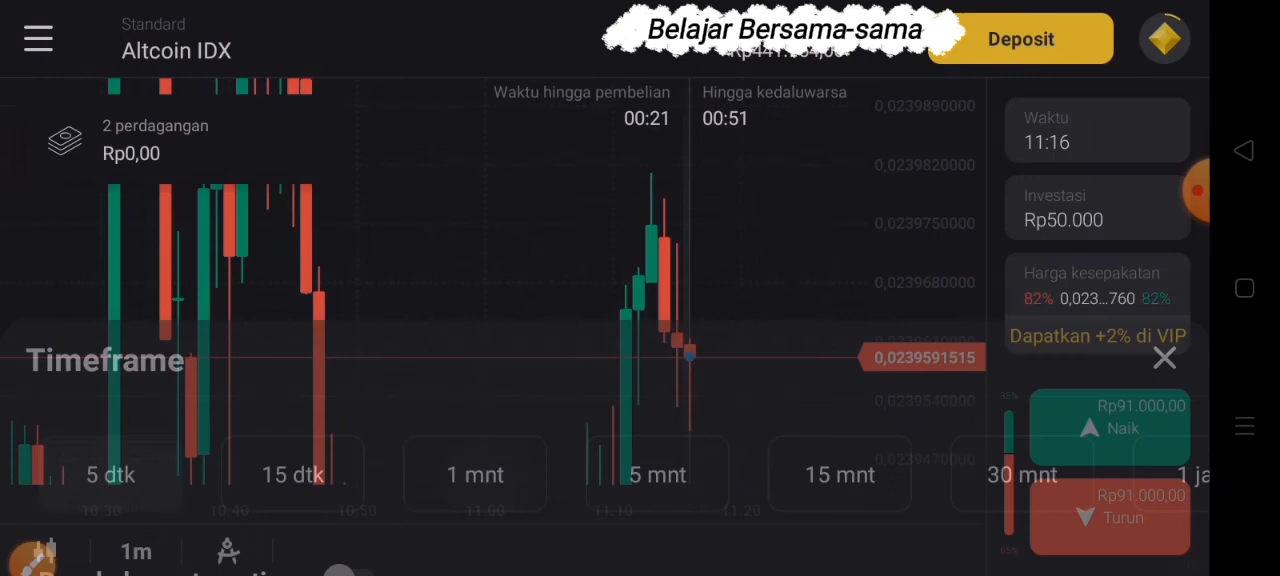 Standard
Altcoin IDX
Belajar Bersama-sama
Deposit
Waktu hingga pembelian
00:21
Hingga kedaluwarsa
00:51
2 perdagangan
Rp0,00
0,0239890000
0,0239820000
0,0239750000
0,0239680000
0,0239591515
0,0239540000
0,0238470000
Waktu
11:16
Investasi
Rp50.000
Harga kesepakatan
82% 0,023...760 82%
Dapatkan +2% di VIP
Timeframe
Rp91.000,00
Naik
Rp91.000,00
Turun
5 dtk
15 dtk
1 mnt
5 mnt
15 mnt
30 mnt
1 ja
10:30
10:40
10:50
11:00
11:10
11:20
1m